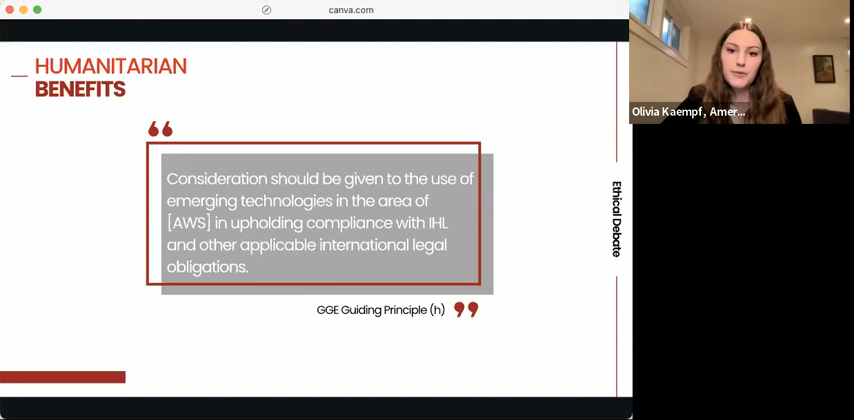 canva.com
HUMANITARIAN
BENEFITS
“
Consideration should be given to the use of
emerging technologies in the area of
[AWS] in upholding compliance with IHL
and other applicable international legal
obligations.
GGE Guiding Principle (h) ”
Ethical Debate
Olivia Kaempf, Amer...